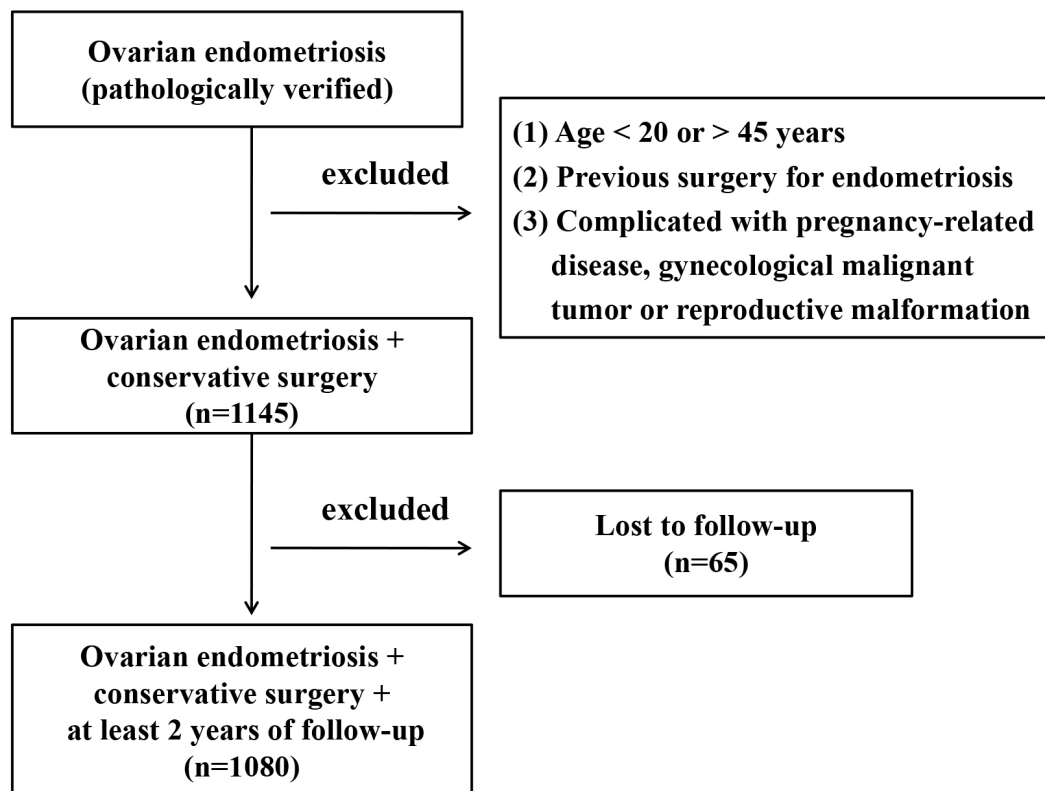 Ovarian endometriosis
(pathologically verified)
excluded
(1) Age < 20 or > 45 years
(2) Previous surgery for endometriosis
(3) Complicated with pregnancy-related
disease, gynecological malignant
tumor or reproductive malformation
Ovarian endometriosis +
conservative surgery
(n=1145)
excluded
Lost to follow-up
(n=65)
Ovarian endometriosis +
conservative surgery +
at least 2 years of follow-up
(n=1080)